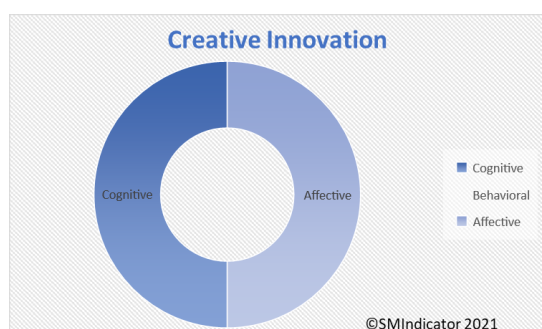 Creative Innovation
Cognitive
Affective
Cognitive
Behavioral
Affective
©SMIndicator 2021